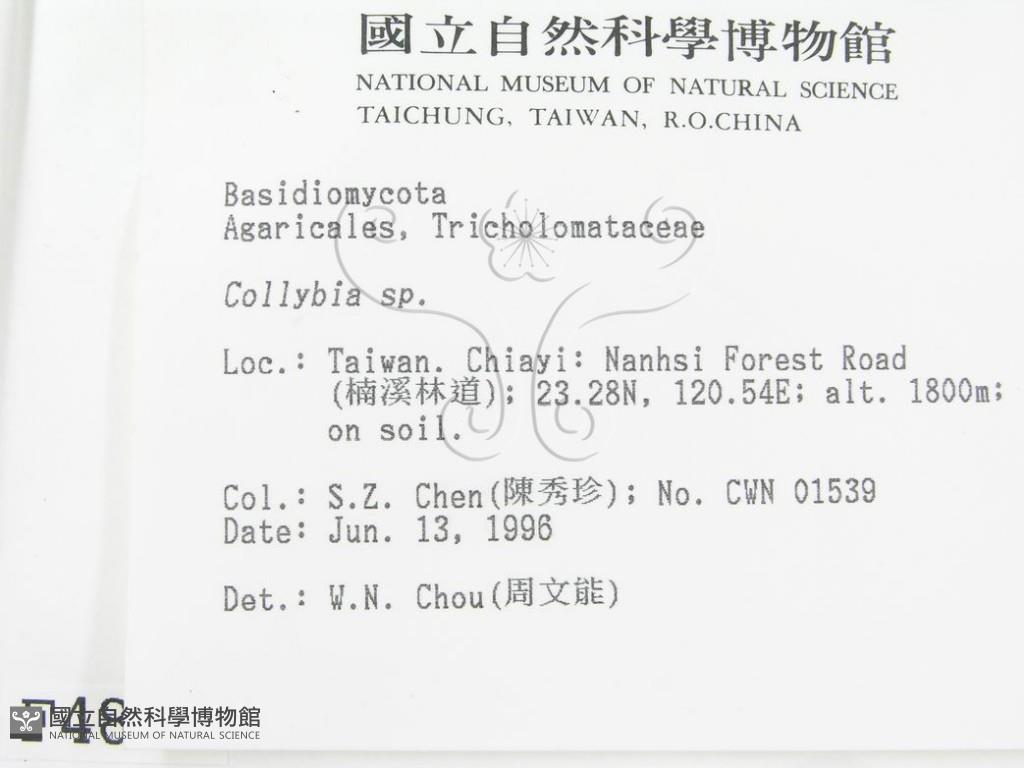 國立自然科學博物館
NATIONAL MUSEUM OF NATURAL SCIENCE
TAICHUNG, TAIWAN, R.O.CHINA
Basidiomycota
Agaricales, Tricholomataceae
Collybia sp.
Loc.: Taiwan. Chiayi: Nanhsi Forest Road
(楠溪林道); 23.28N, 120.54E; alt. 1800m;
on soil.
Col.: S.Z. Chen(陳秀珍); No. CWN 01539
Date: Jun. 13, 1996
Det.: W.N. Chou(周文能)
國立自然科學博物館
NATIONAL MUSEUM OF NATURAL SCIENCE